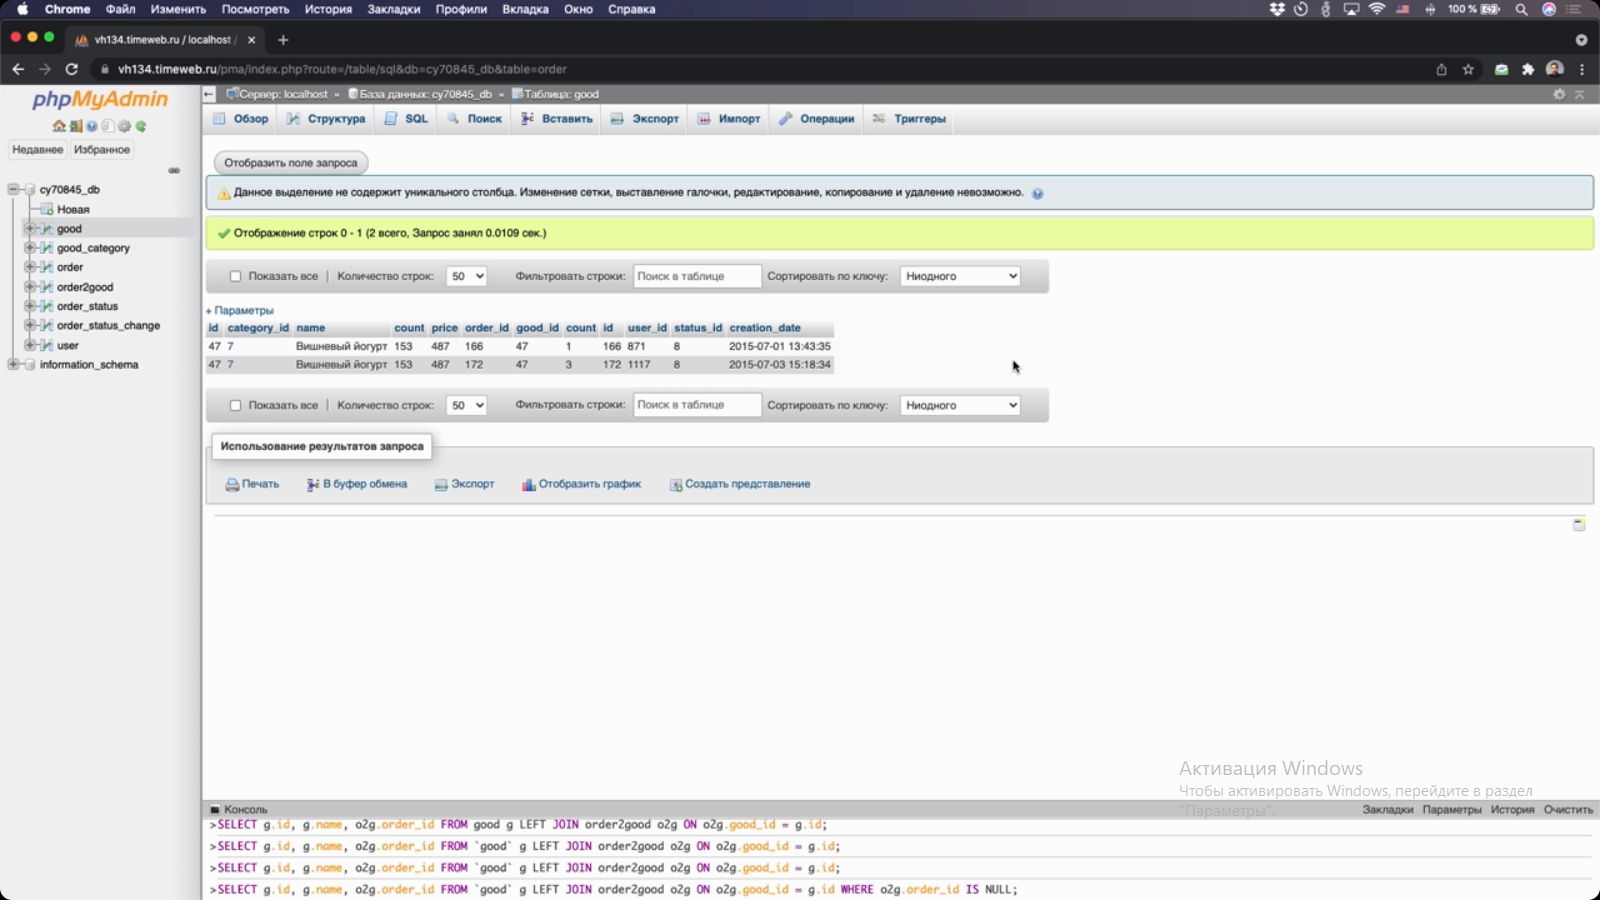 Chrome Файл Изменить Посмотреть История Закладки Профили Вкладка Окно Справка 100 %
vh134.timeweb.ru / localhost /
vh134.timeweb.ru/pma/index.php?route=/table/sql&db=cy70845_db&table=order
phpMyAdmin
Недавнее Избранное
cy70845_db
Новая
good
good_category
order
order2good
order_status
order_status_change
user
information_schema
Сервер: localhost » База данных: cy70845_db » Таблица: good
Обзор Структура SQL Поиск Вставить Экспорт Импорт Операции Триггеры
Отобразить поле запроса
Данное выделение не содержит уникального столбца. Изменение сетки, выставление галочки, редактирование, копирование и удаление невозможно.
Отображение строк 0 - 1 (2 всего, Запрос занял 0.0109 сек.)
Показать все | Количество строк: 50 Фильтровать строки: Поиск в таблице Сортировать по ключу: Ниодного
+ Параметры
id category_id name count price order_id good_id count id user_id status_id creation_date
47 7 Вишневый йогурт 153 487 166 47 1 166 871 8 2015-07-01 13:43:35
47 7 Вишневый йогурт 153 487 172 47 3 172 1117 8 2015-07-03 15:18:34
Показать все | Количество строк: 50 Фильтровать строки: Поиск в таблице Сортировать по ключу: Ниодного
Использование результатов запроса
Печать В буфер обмена Экспорт Отобразить график Создать представление
Активация Windows
Чтобы активировать Windows, перейдите в раздел
"Параметры".
Консоль Закладки Параметры История Очистить
>SELECT g.id, g.name, o2g.order_id FROM good g LEFT JOIN order2good o2g ON o2g.good_id = g.id;
>SELECT g.id, g.name, o2g.order_id FROM `good` g LEFT JOIN order2good o2g ON o2g.good_id = g.id;
>SELECT g.id, g.name, o2g.order_id FROM `good` g LEFT JOIN order2good o2g ON o2g.good_id = g.id;
>SELECT g.id, g.name, o2g.order_id FROM `good` g LEFT JOIN order2good o2g ON o2g.good_id = g.id WHERE o2g.order_id IS NULL;